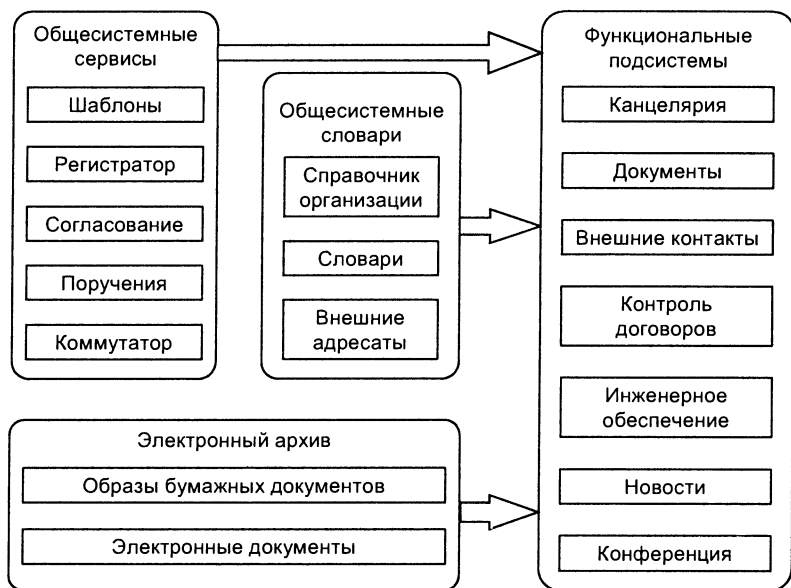 Общесистемные
сервисы
Шаблоны
Регистратор
Согласование
Поручения
Коммутатор
Общесистемные
словари
Справочник
организации
Словари
Внешние
адресаты
Электронный архив
Образы бумажных документов
Электронные документы
Функциональные
подсистемы
Канцелярия
Документы
Внешние контакты
Контроль
договоров
Инженерное
обеспечение
Новости
Конференция